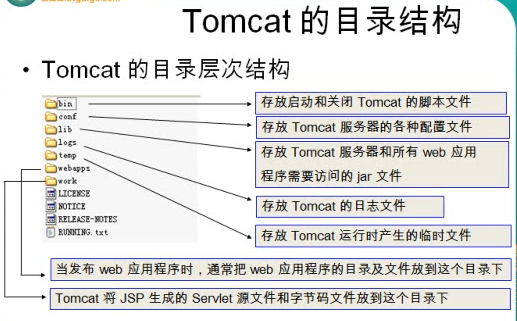 Tomcat 的目录结构
• Tomcat 的目录层次结构
bin
conf
lib
logs
temp
webapps
work
LICENSE
NOTICE
RELEASE-NOTES
RUNNING.txt
存放启动和关闭 Tomcat 的脚本文件
存放 Tomcat 服务器的各种配置文件
存放 Tomcat 服务器和所有 web 应用
程序需要访问的 jar 文件
存放 Tomcat 的日志文件
存放 Tomcat 运行时产生的临时文件
当发布 web 应用程序时，通常把 web 应用程序的目录及文件放到这个目录下
Tomcat 将 JSP 生成的 Servlet 源文件和字节码文件放到这个目录下